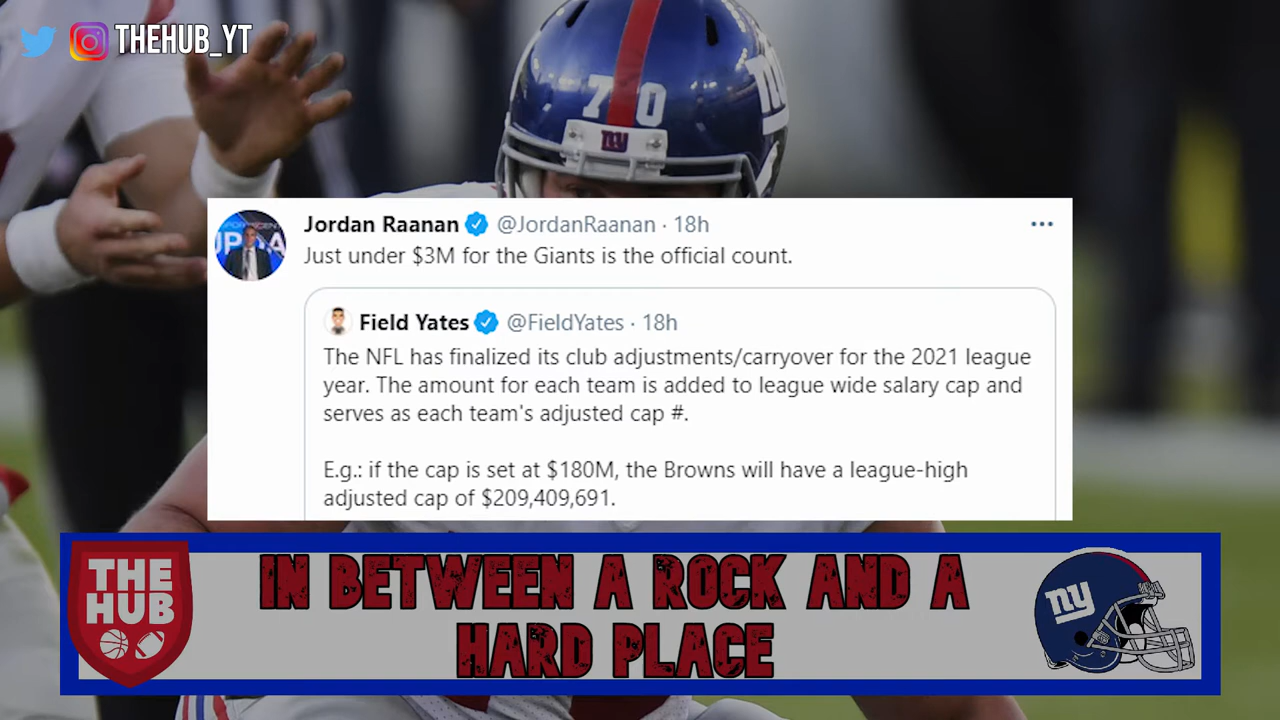 THEHUB_YT
70
ny
ny
Jordan Raanan @JordanRaanan · 18h
Just under $3M for the Giants is the official count.
Field Yates @FieldYates · 18h
The NFL has finalized its club adjustments/carryover for the 2021 league
year. The amount for each team is added to league wide salary cap and
serves as each team's adjusted cap #.
E.g.: if the cap is set at $180M, the Browns will have a league-high
adjusted cap of $209,409,691.
THE
HUB
IN BETWEEN A ROCK AND A
HARD PLACE
ny